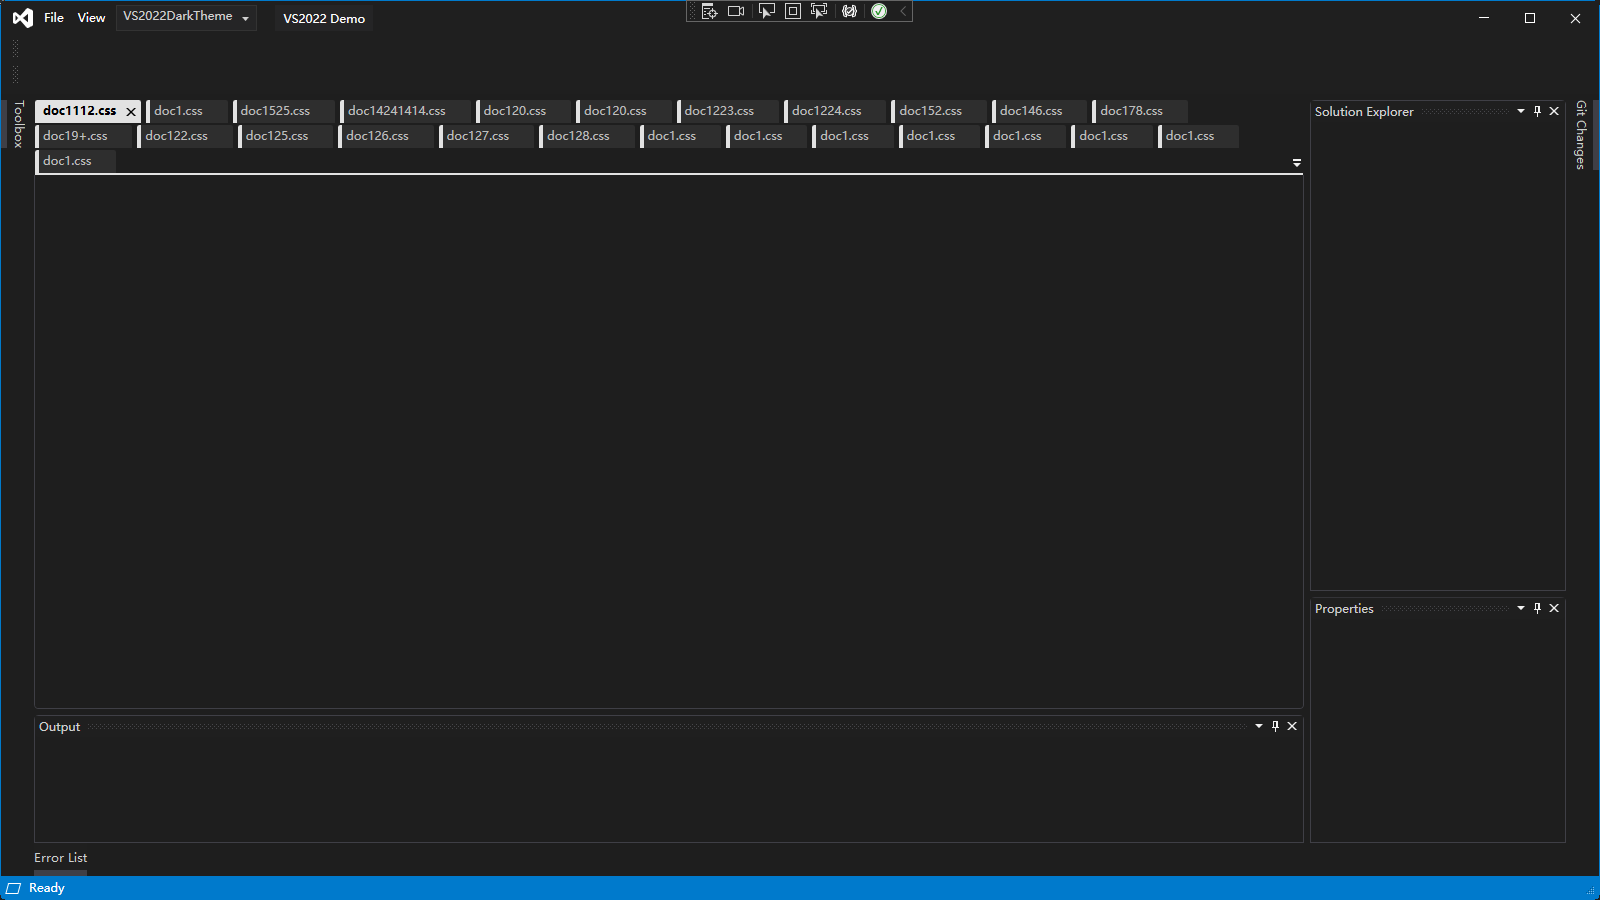 File View VS2022DarkTheme VS2022 Demo
Toolbox
doc1112.css doc1.css doc1525.css doc14241414.css doc120.css doc120.css doc1223.css doc1224.css doc152.css doc146.css doc178.css
doc19+.css doc122.css doc125.css doc126.css doc127.css doc128.css doc1.css doc1.css doc1.css doc1.css doc1.css doc1.css doc1.css
doc1.css
Solution Explorer
Git Changes
Properties
Output
Error List
Ready